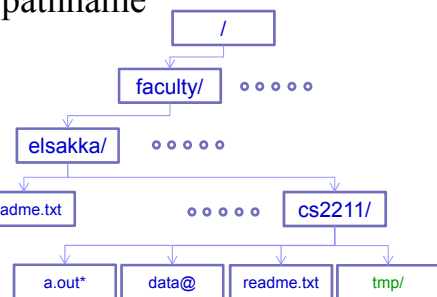 pathname
/
faculty/
elsakka/
adme.txt
cs2211/
a.out*
data@
readme.txt
tmp/